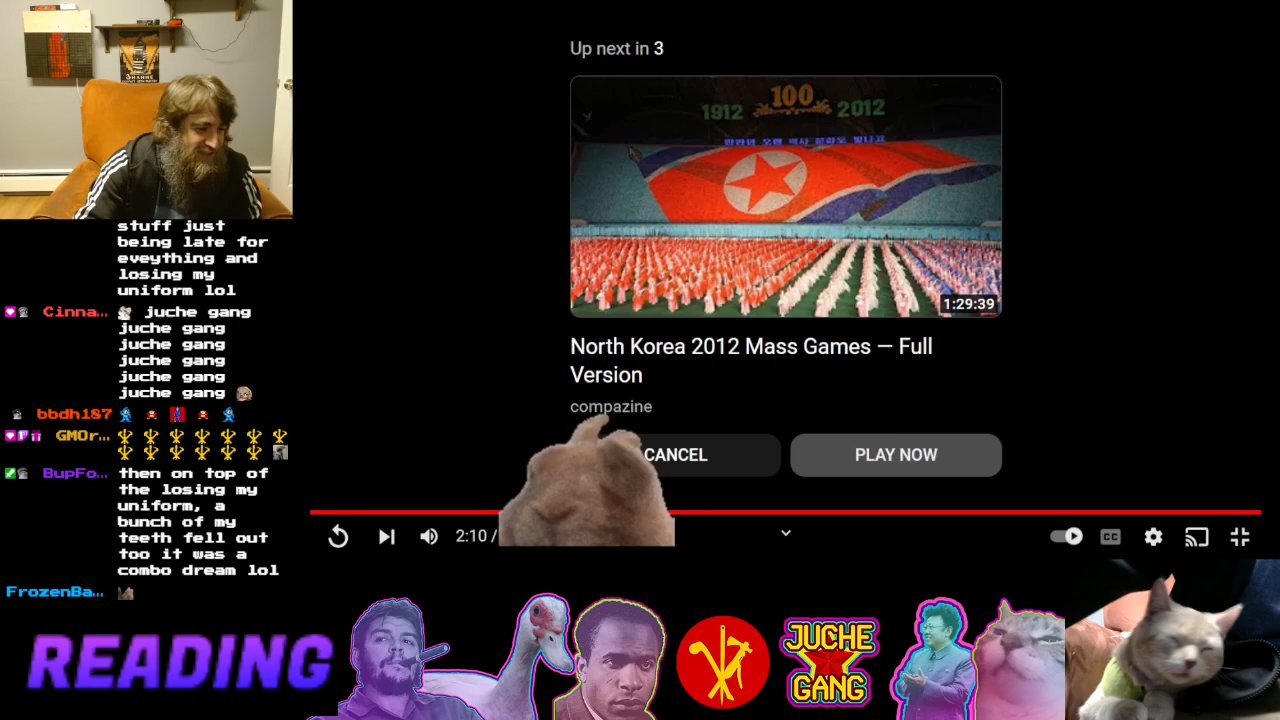 Up next in 3
1912 100 2012
1:29:39
North Korea 2012 Mass Games — Full
Version
compazine
CANCEL
PLAY NOW
2:10 /
CC
stuff just
being late for
eveything and
losing my
uniform lol
Cinna... juche gang
juche gang
juche gang
juche gang
juche gang
juche gang
bbdh187
GMOr...
BupFo... then on top of
the losing my
uniform, a
bunch of my
teeth fell out
too it was a
combo dream lol
FrozenBa...
READING
JUCHE
GANG